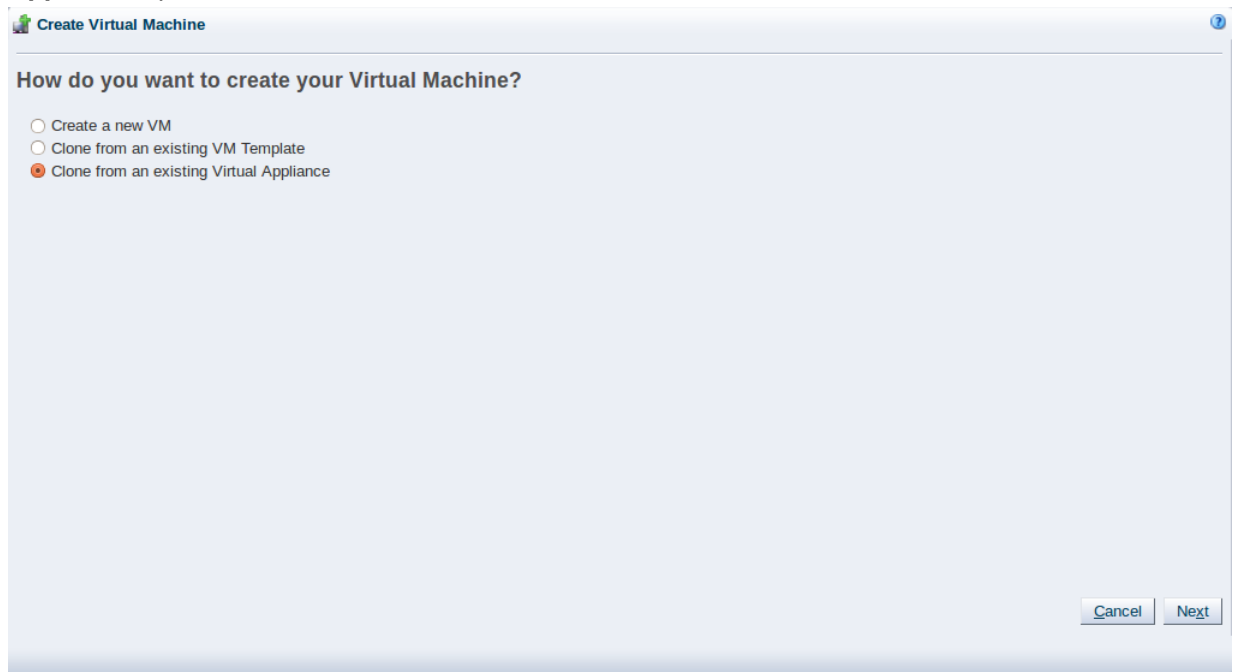 Create Virtual Machine
How do you want to create your Virtual Machine?
Create a new VM
Clone from an existing VM Template
Clone from an existing Virtual Appliance
Cancel Next